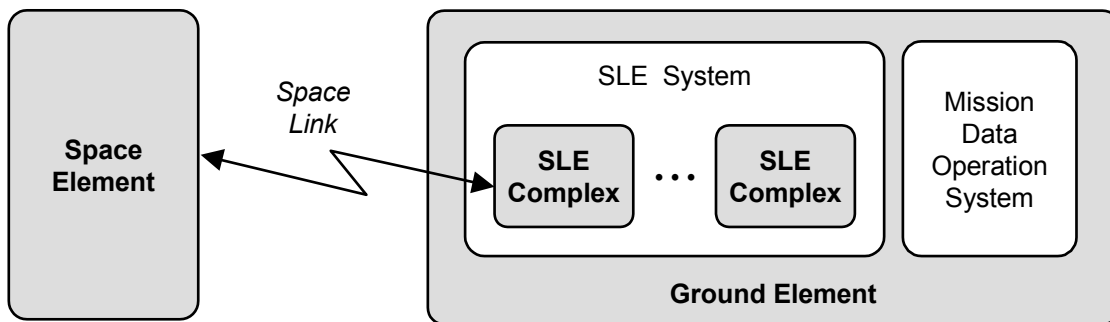 Space
Element
Space
Link
SLE System
SLE
Complex
...
SLE
Complex
Mission
Data
Operation
System
Ground Element